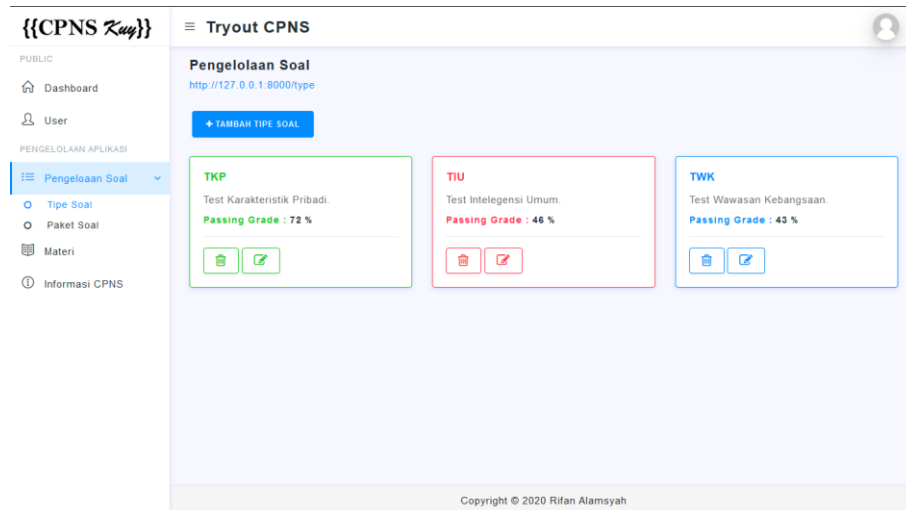 {{CPNS Kuy}}
Tryout CPNS
PUBLIC
Dashboard
User
PENGELOLAAN APLIKASI
Pengeloaan Soal
Tipe Soal
Paket Soal
Materi
Informasi CPNS
Pengelolaan Soal
http://127.0.0.1:8000/type
+ TAMBAH TIPE SOAL
TKP
Test Karakteristik Pribadi.
Passing Grade : 72 %
TIU
Test Intelegensi Umum.
Passing Grade : 46 %
TWK
Test Wawasan Kebangsaan.
Passing Grade : 43 %
Copyright © 2020 Rifan Alamsyah